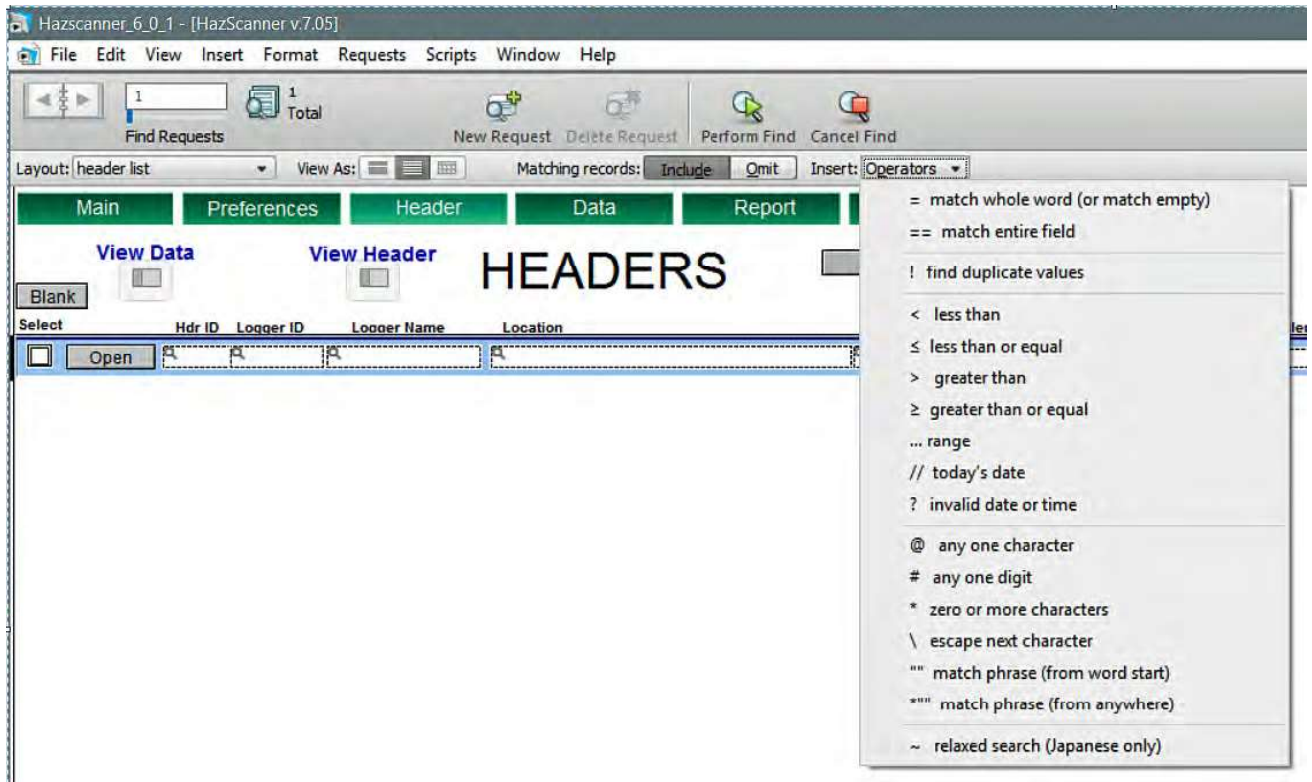 Hazscanner_6_0_1 - [HazScanner v.7.05]
File Edit View Insert Format Requests Scripts Window Help
1
1
Total
Find Requests
New Request Delete Request Perform Find Cancel Find
Layout: header list View As: Matching records: Include Omit Insert: Operators
Main Preferences Header Data Report
View Data View Header HEADERS
Blank
Select Hdr ID Logger ID Logger Name Location
Open
= match whole word (or match empty)
== match entire field
! find duplicate values
< less than
≤ less than or equal
> greater than
≥ greater than or equal
... range
// today's date
? invalid date or time
@ any one character
# any one digit
* zero or more characters
\ escape next character
"" match phrase (from word start)
*"" match phrase (from anywhere)
~ relaxed search (Japanese only)